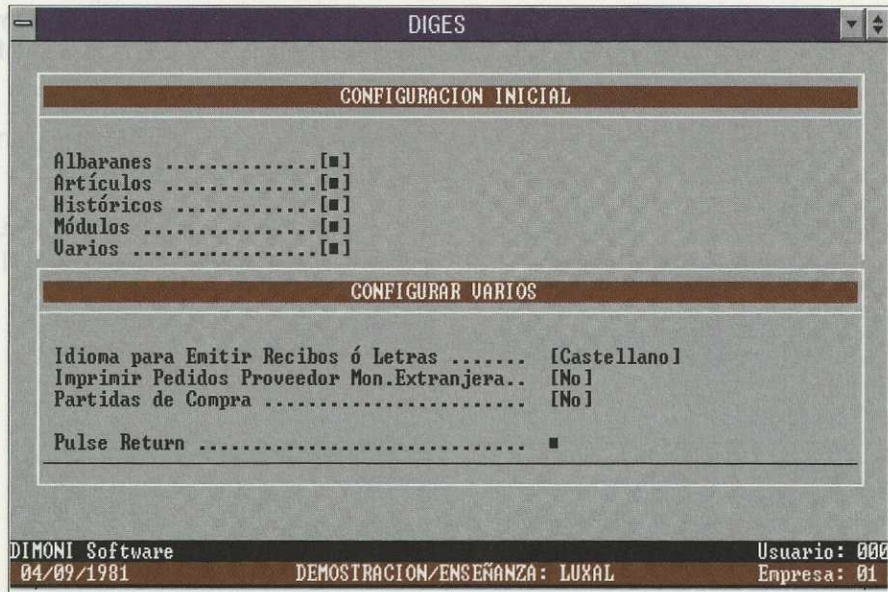 DIGES
CONFIGURACION INICIAL
Albaranes ..............[■]
Artículos ..............[■]
Históricos .............[■]
Módulos ................[■]
Varios .................[■]
CONFIGURAR VARIOS
Idioma para Emitir Recibos ó Letras ....... [Castellano]
Imprimir Pedidos Proveedor Mon.Extranjera.. [No]
Partidas de Compra ........................ [No]
Pulse Return .............................. ■
DIMONI Software Usuario: 000
04/09/1981 DEMOSTRACION/ENSEÑANZA: LUXAL Empresa: 01